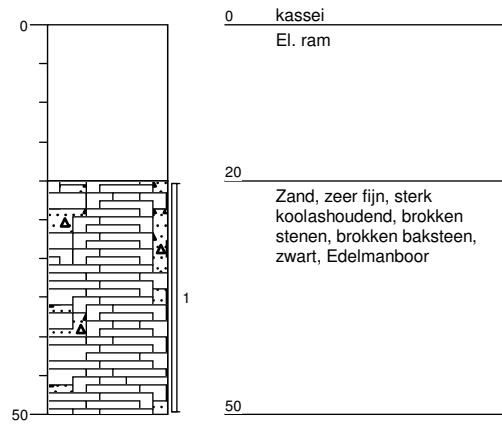 0
0 kassei
El. ram
20
Zand, zeer fijn, sterk
koolashoudend, brokken
stenen, brokken baksteen,
zwart, Edelmanboor
1
50
50